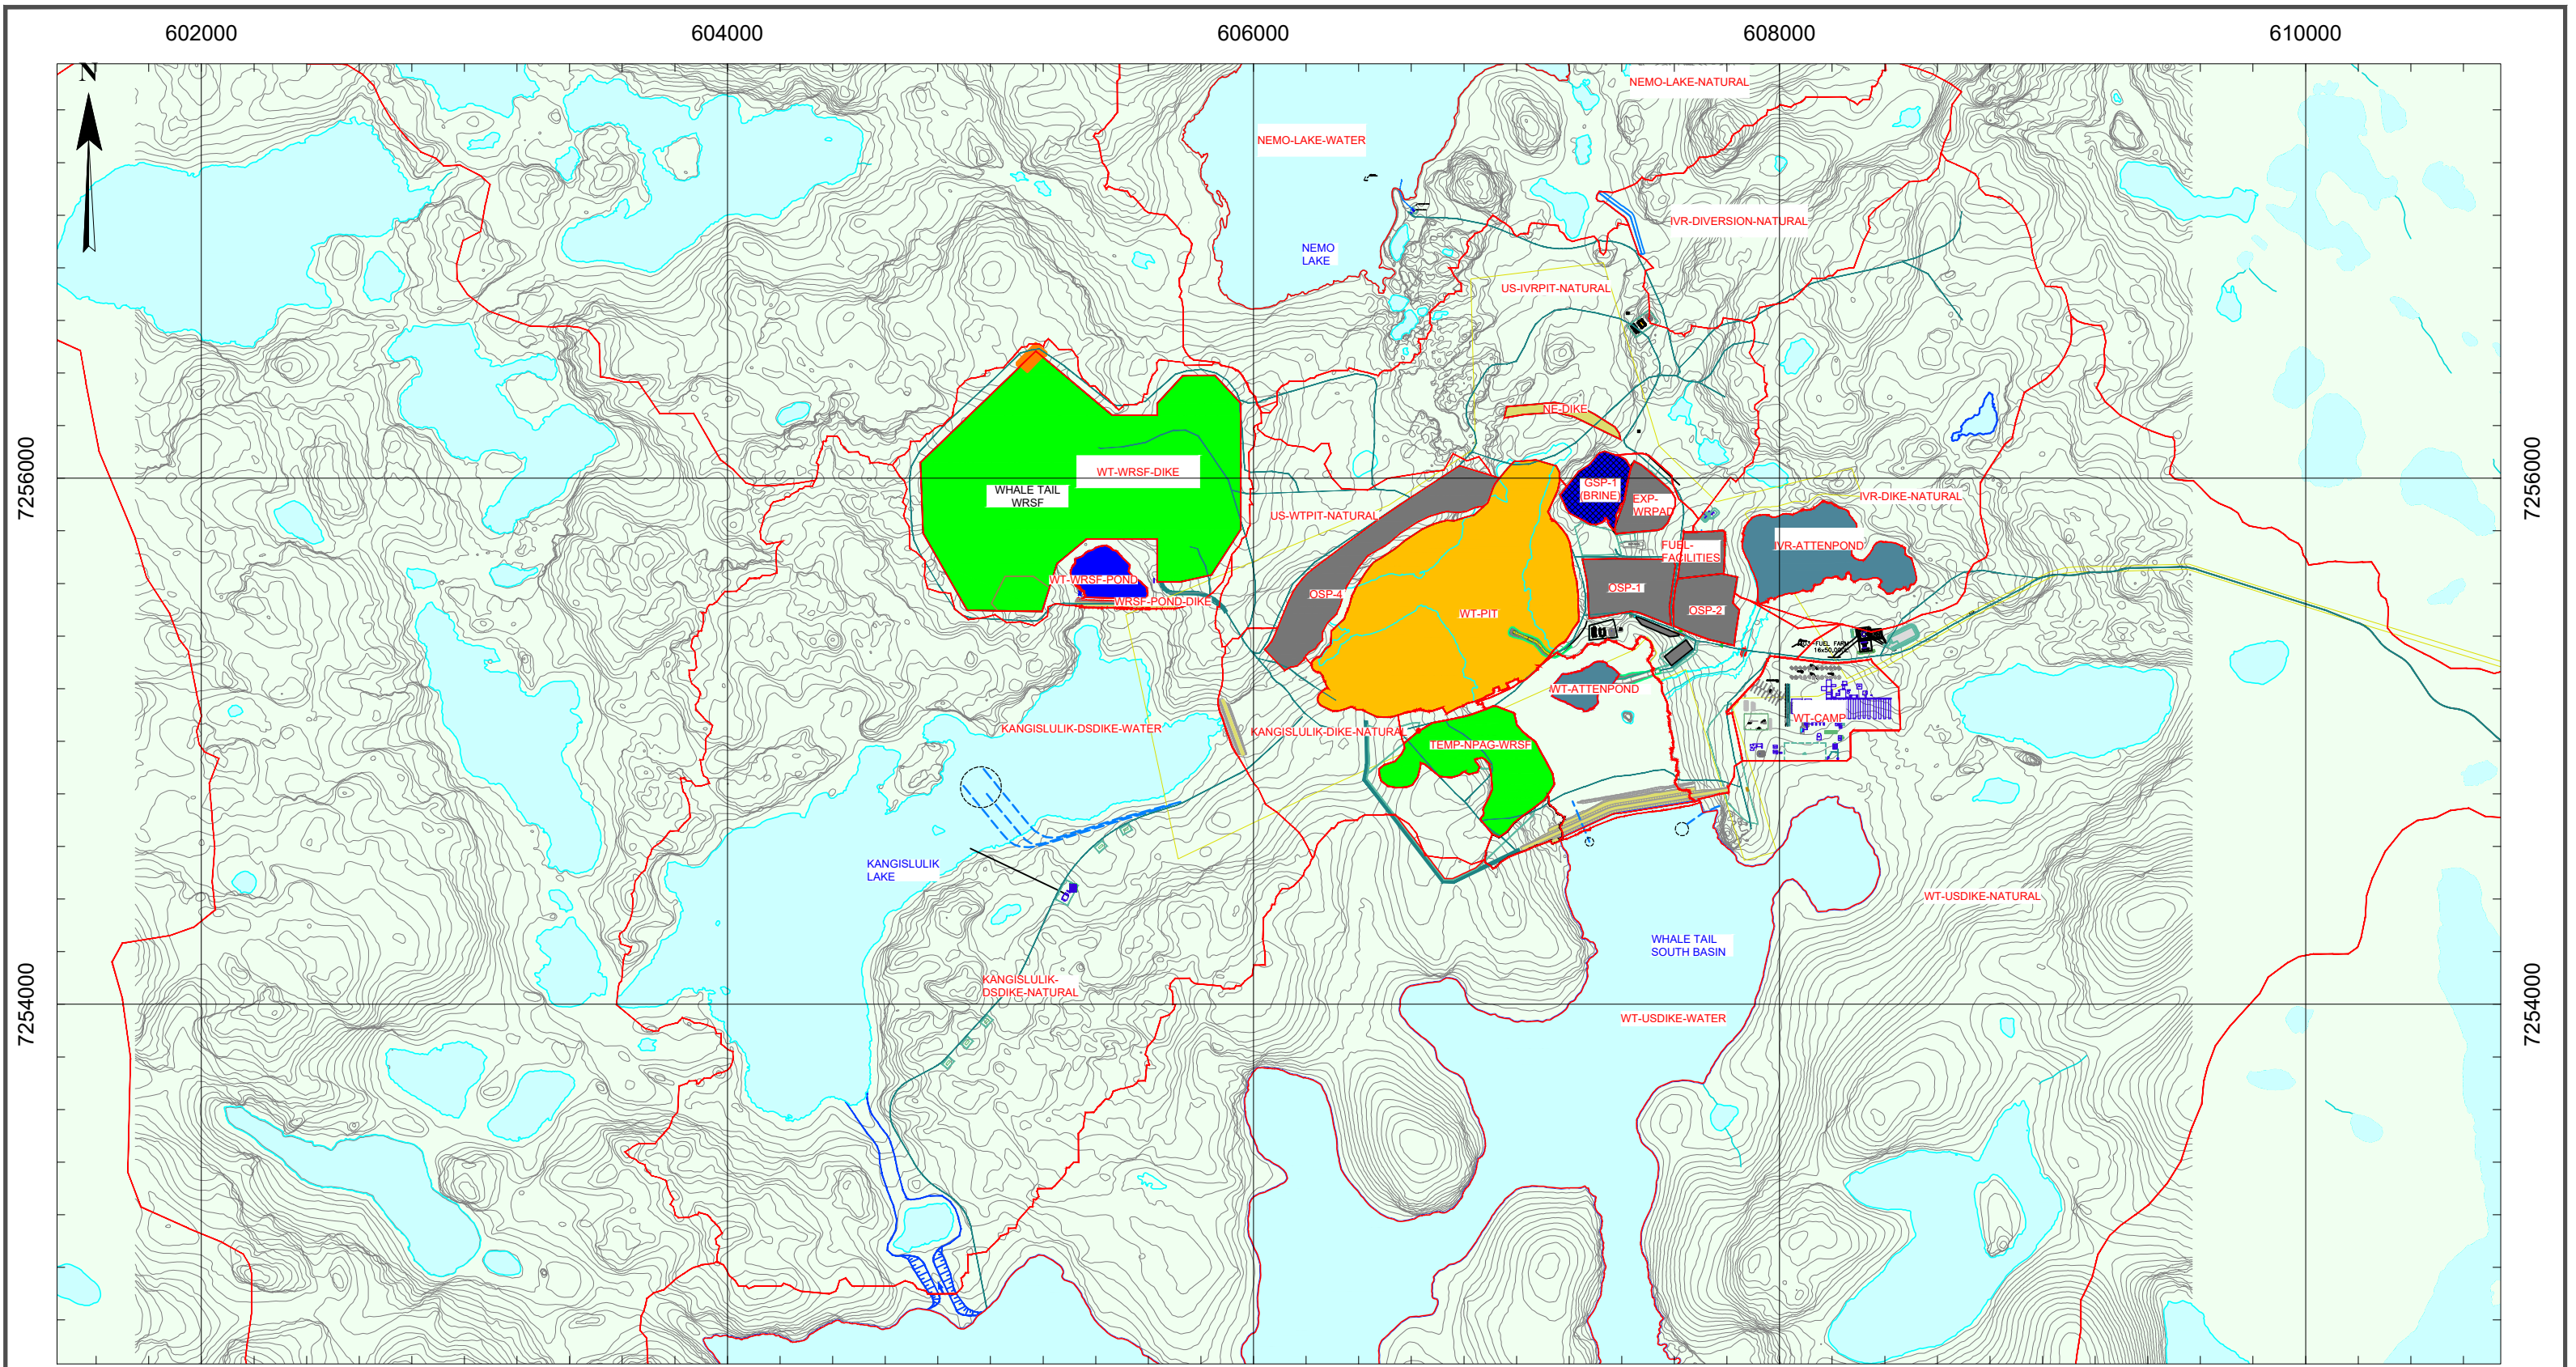 602000
604000
606000
608000
610000
N
NEMO-LAKE-NATURAL
NEMO-LAKE-WATER
IVR-DIVERSION-NATURAL
NEMO
LAKE
US-IVRPIT-NATURAL
NE-DIKE
7256000
7256000
WT-WRSF-DIKE
WHALE TAIL
WRSF
GSP-1
(BRINE)
EXP-
WRPAD
IVR-DIKE-NATURAL
US-WTPIT-NATURAL
FUEL-
FACILITIES
IVR-ATTENPOND
WT-WRSF-POND
WRSF-POND-DIKE
OSP-4
OSP-1
OSP-2
WT-PIT
FUEL FARM
WT-ATTENPOND
WT-CAMP
KANGISLULIK-DSDIKE-WATER
KANGISLULIK-DIKE-NATURAL
TEMP-NPAG-WRSF
KANGISLULIK
LAKE
WT-USDIKE-NATURAL
WHALE TAIL
SOUTH BASIN
KANGISLULIK-
DSDIKE-NATURAL
7254000
7254000
WT-USDIKE-WATER